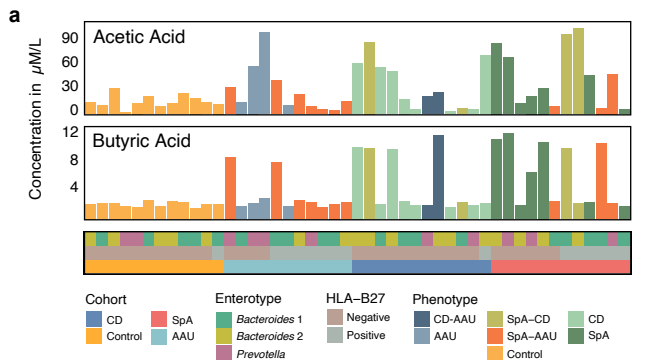 a
Concentration in µM/L
Acetic Acid
90
60
30
0
Butyric Acid
12
8
4
Cohort
CD
SpA
Control
AAU
Enterotype
Bacteroides 1
Bacteroides 2
Prevotella
HLA–B27
Negative
Positive
Phenotype
CD-AAU
SpA–CD
CD
AAU
SpA–AAU
SpA
Control